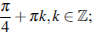 π/4 + πk, k ∈ ℤ;